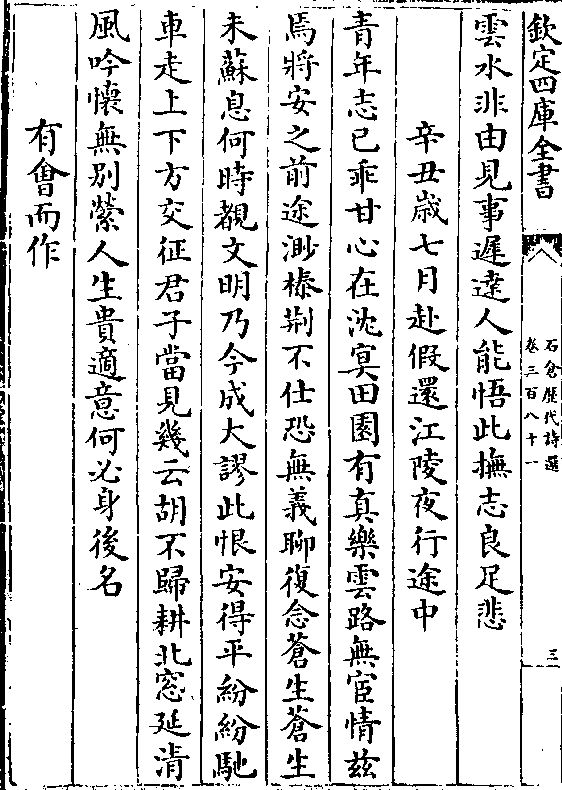 欽定四庫全書
石倉歷代詩選
卷三百八十一
三
雲水非由見事遲達人能悟此撫志良足悲
辛丑歲七月赴假還江陵夜行途中
青年志已乖甘心在沈冥田園有真樂雲路無宦情茲
焉將安之前途渺榛荆不仕恐無義聊復念蒼生蒼生
未蘇息何時覩文明乃今成大謬此恨安得平紛紛馳
車走上下方交征君子當見幾云胡不歸耕北窓延清
風吟懷無别縈人生貴適意何必身後名
有會而作